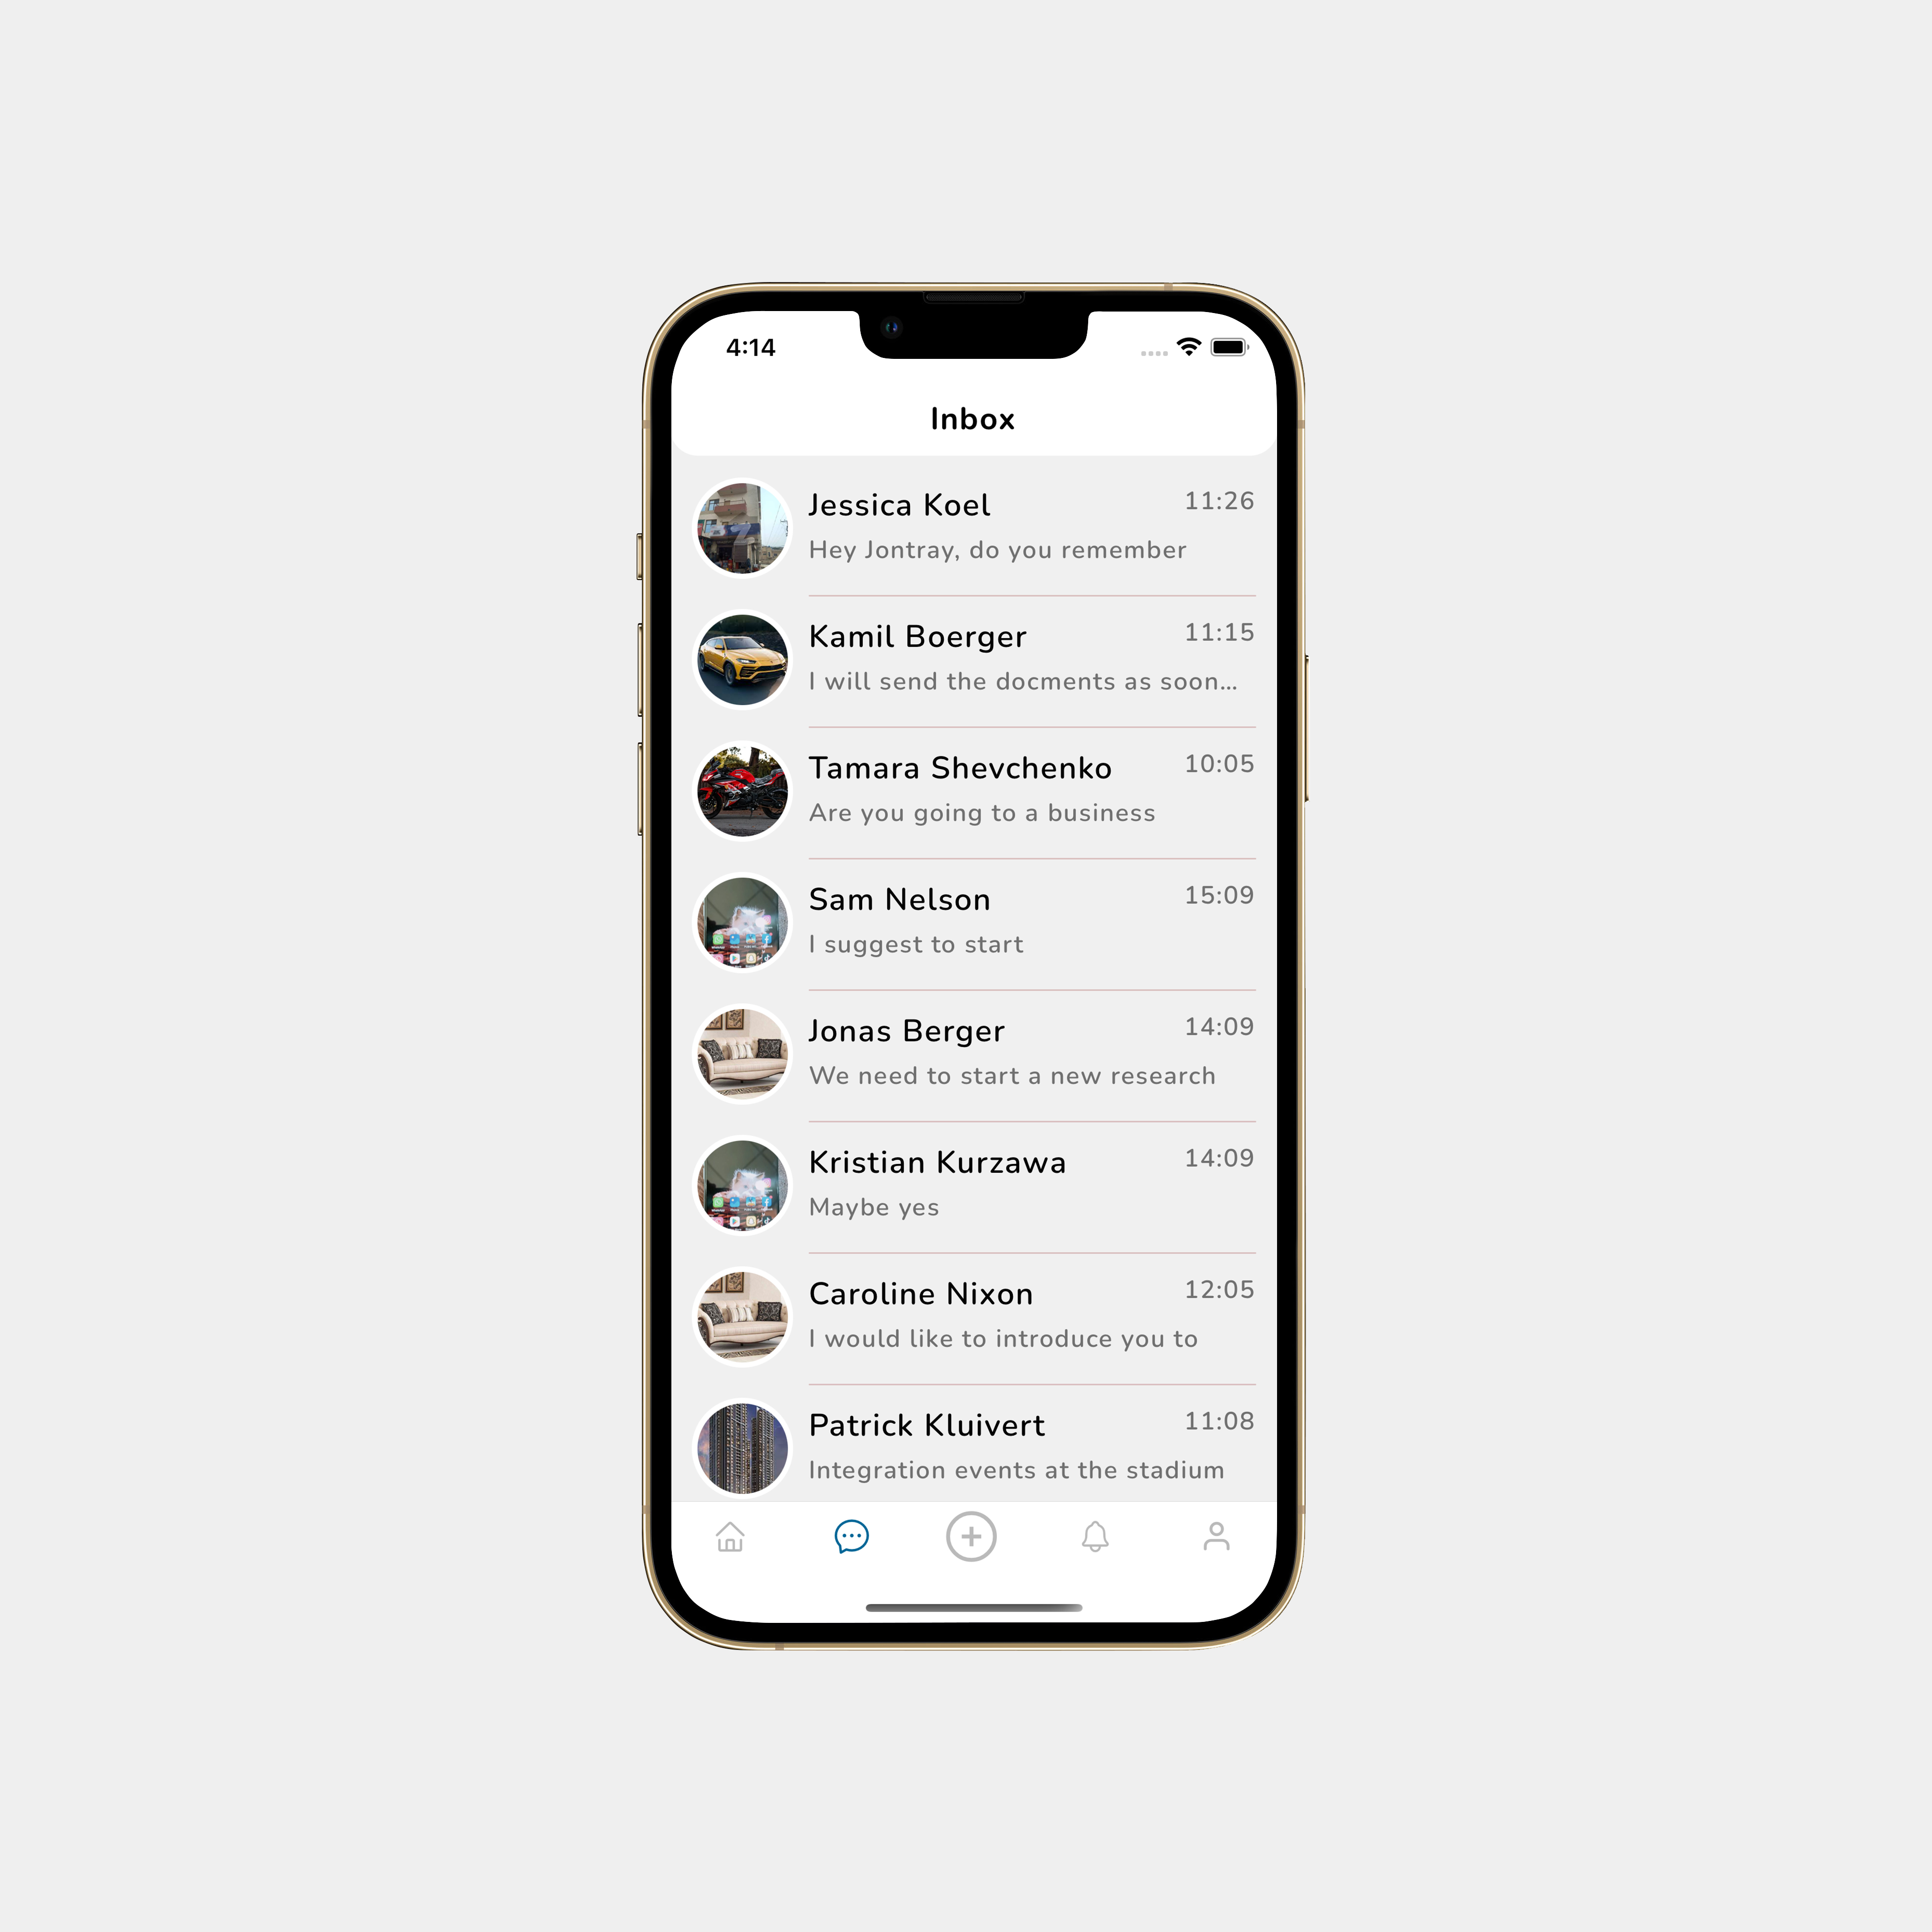 4:14
Inbox
Jessica Koel 11:26
Hey Jontray, do you remember
Kamil Boerger 11:15
I will send the docments as soon...
Tamara Shevchenko 10:05
Are you going to a business
Sam Nelson 15:09
I suggest to start
Jonas Berger 14:09
We need to start a new research
Kristian Kurzawa 14:09
Maybe yes
Caroline Nixon 12:05
I would like to introduce you to
Patrick Kluivert 11:08
Integration events at the stadium